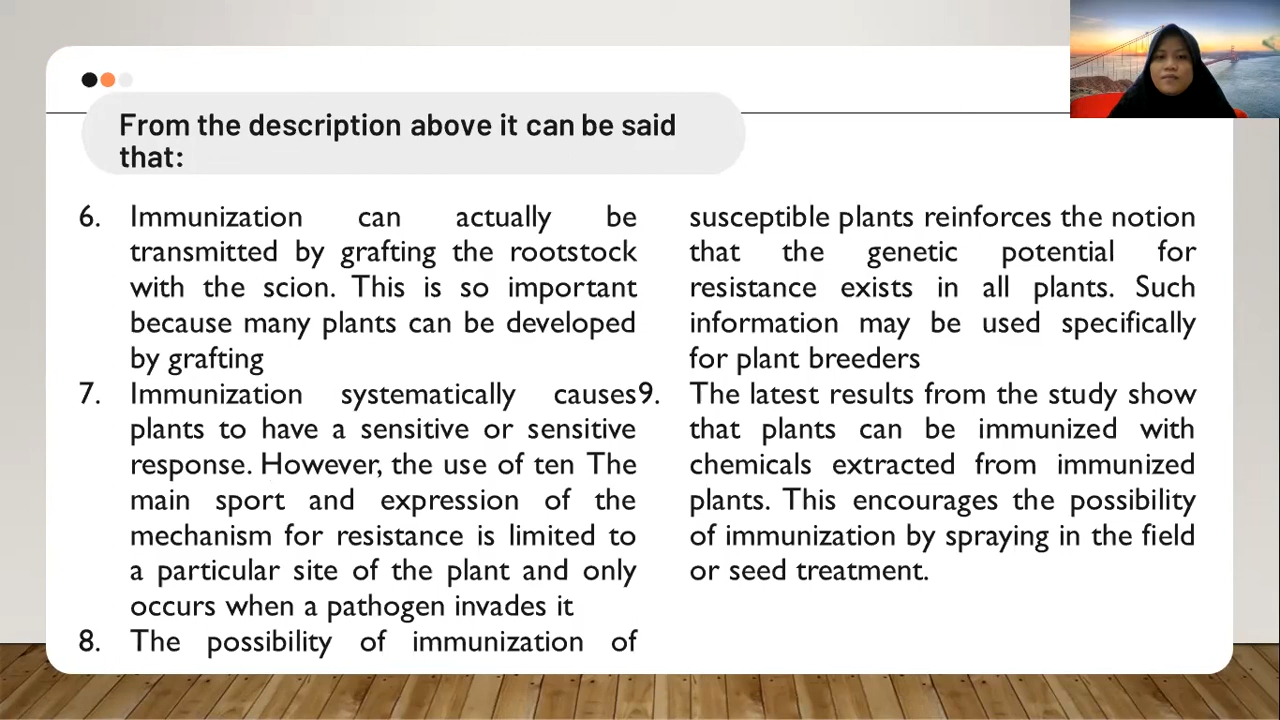 From the description above it can be said
that:
6. Immunization can actually be
transmitted by grafting the rootstock
with the scion. This is so important
because many plants can be developed
by grafting
7. Immunization systematically causes
plants to have a sensitive or sensitive
response. However, the use of ten The
main sport and expression of the
mechanism for resistance is limited to
a particular site of the plant and only
occurs when a pathogen invades it
8. The possibility of immunization of
susceptible plants reinforces the notion
that the genetic potential for
resistance exists in all plants. Such
information may be used specifically
for plant breeders
9. The latest results from the study show
that plants can be immunized with
chemicals extracted from immunized
plants. This encourages the possibility
of immunization by spraying in the field
or seed treatment.